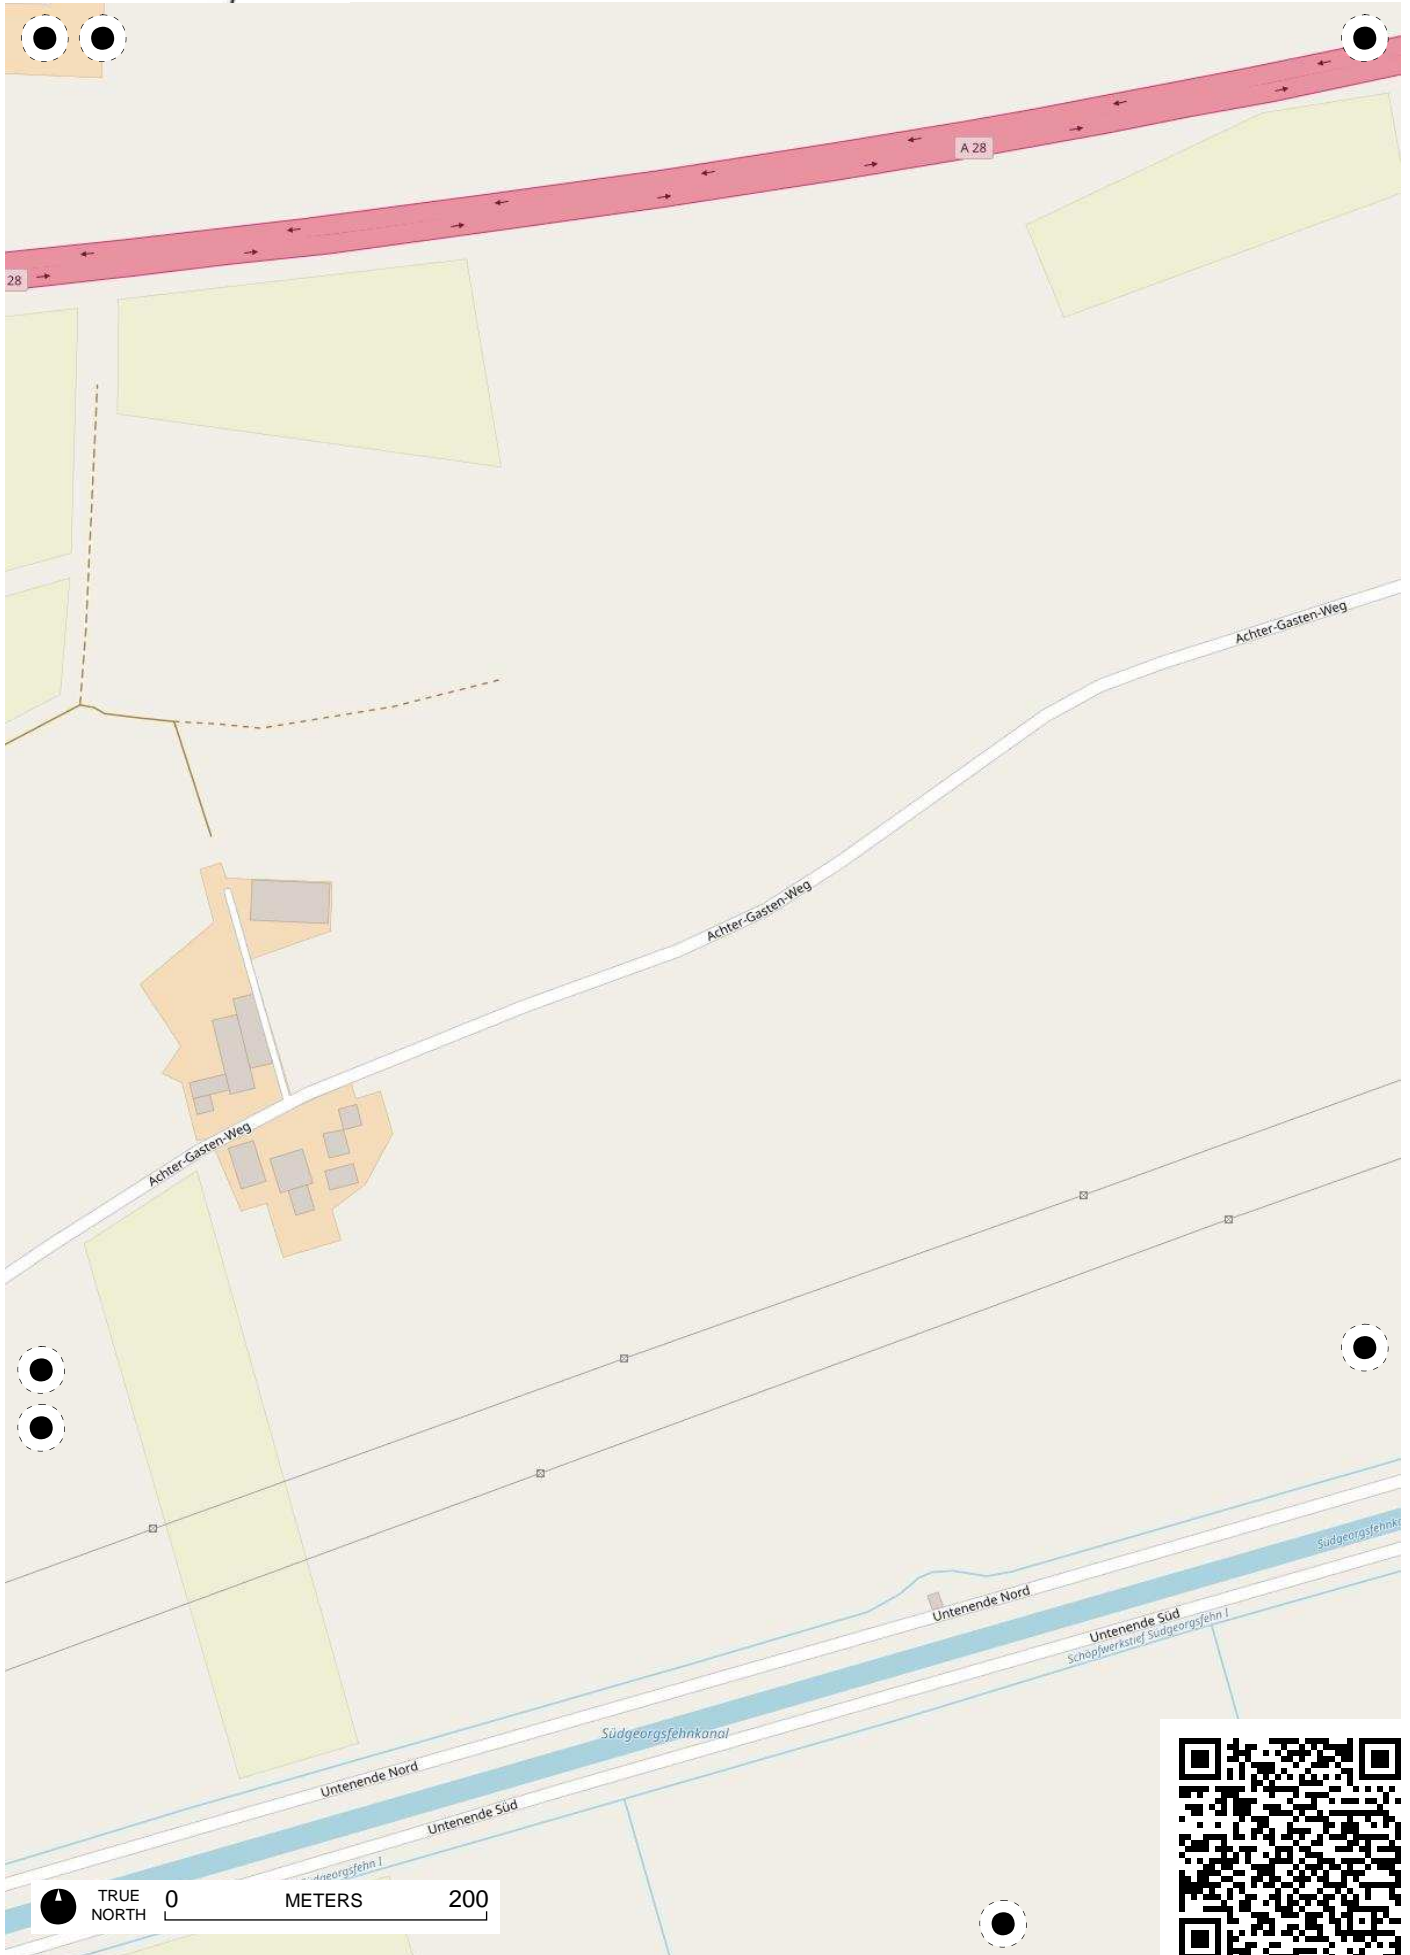 A 28
28
Achter-Gasten-Weg
Achter-Gasten-Weg
Achter-Gasten-Weg
Untenende Nord
Untenende Süd
Schöpfwerkstief Südgeorgsfehn I
Südgeorgsfehnkanal
Untenende Nord
Untenende Süd
TRUE
NORTH
0 METERS 200